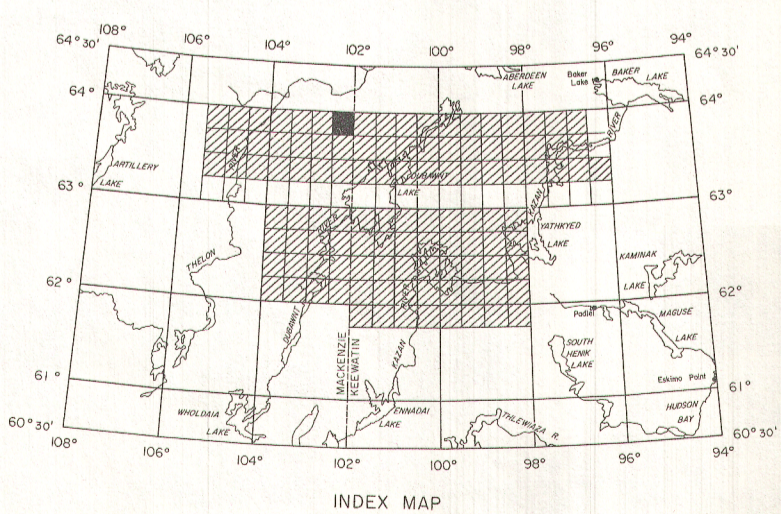 108°
106°
104°
102°
100°
98°
96°
94°
64° 30'
64° 30'
ABERDEEN
LAKE
Baker
Lake
BAKER
LAKE
64°
64°
RIVER
RIVER
ARTILLERY
LAKE
DUBAWNT
LAKE
63°
63°
KAZAN
RIVER
YATHKYED
LAKE
THELON
KAMINAK
LAKE
62°
62°
DUBAWNT
RIVER
Padlei
MAGUSE
LAKE
MACKENZIE
KEEWATIN
KAZAN
SOUTH
HENIK
LAKE
Eskimo Point
61°
61°
WHOLDAIA
LAKE
ENNADAI
LAKE
THLEWIAZA R.
HUDSON
BAY
60° 30'
60° 30'
108°
106°
104°
102°
100°
98°
96°
94°
INDEX MAP